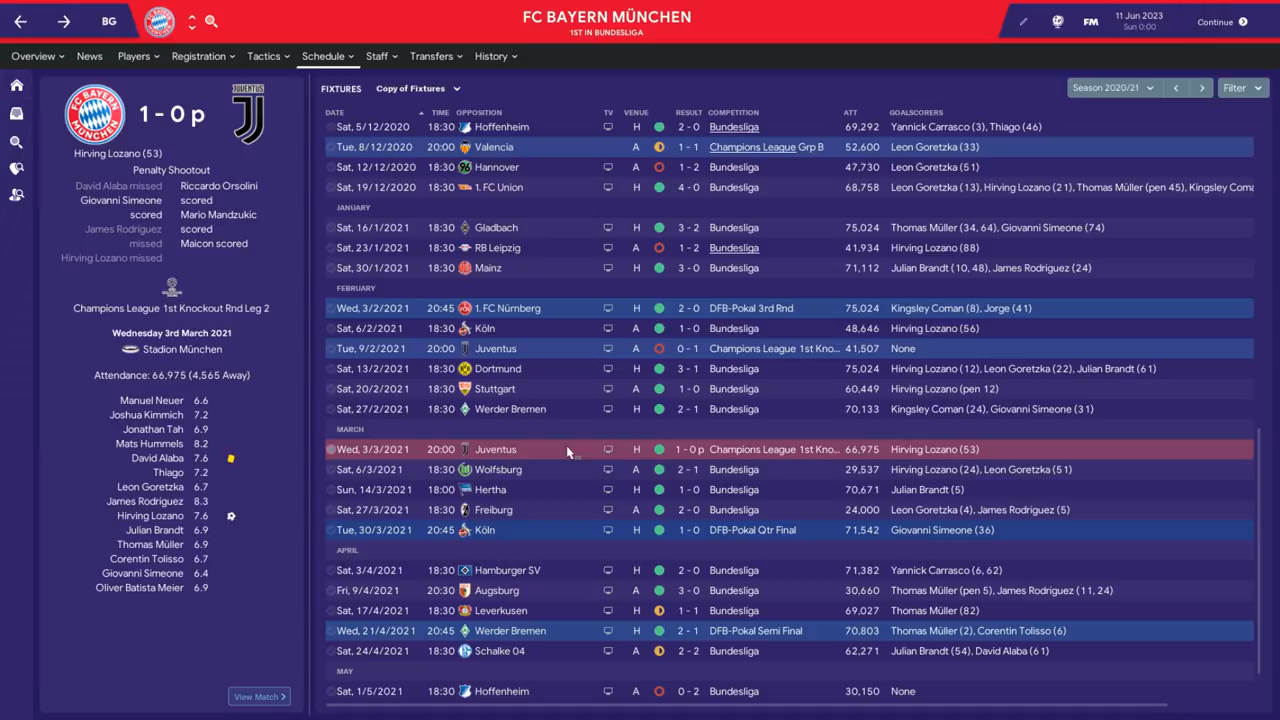 BG
FC BAYERN MÜNCHEN
1ST IN BUNDESLIGA
FM
11 Jun 2023
Sun 0:00
Continue
Overview
News
Players
Registration
Tactics
Schedule
Staff
Transfers
History
JUVENTUS
1 - 0 p
Hirving Lozano (53)
Penalty Shootout
David Alaba missed
Giovanni Simeone
scored
James Rodríguez
missed
Hirving Lozano missed
Riccardo Orsolini
scored
Mario Mandzukic
scored
Maicon scored
Champions League 1st Knockout Rnd Leg 2
Wednesday 3rd March 2021
Stadion München
Attendance: 66,975 (4,565 Away)
Manuel Neuer 6.6
Joshua Kimmich 7.2
Jonathan Tah 6.9
Mats Hummels 8.2
David Alaba 7.6
Thiago 7.2
Leon Goretzka 6.7
James Rodríguez 8.3
Hirving Lozano 7.6
Julian Brandt 6.9
Thomas Müller 6.9
Corentin Tolisso 6.7
Giovanni Simeone 6.4
Oliver Batista Meier 6.9
View Match
FIXTURES
Copy of Fixtures
Season 2020/21
Filter
DATE TIME OPPOSITION TV VENUE RESULT COMPETITION ATT GOALSCORERS
Sat, 5/12/2020 18:30 Hoffenheim H 2 - 0 Bundesliga 69,292 Yannick Carrasco (3), Thiago (46)
Tue, 8/12/2020 20:00 Valencia A 1 - 1 Champions League Grp B 52,600 Leon Goretzka (33)
Sat, 12/12/2020 18:30 Hannover A 1 - 2 Bundesliga 47,730 Leon Goretzka (51)
Sat, 19/12/2020 18:30 1. FC Union H 4 - 0 Bundesliga 68,758 Leon Goretzka (13), Hirving Lozano (21), Thomas Müller (pen 45), Kingsley Coma
JANUARY
Sat, 16/1/2021 18:30 Gladbach H 3 - 2 Bundesliga 75,024 Thomas Müller (34, 64), Giovanni Simeone (74)
Sat, 23/1/2021 18:30 RB Leipzig A 1 - 2 Bundesliga 41,934 Hirving Lozano (88)
Sat, 30/1/2021 18:30 Mainz H 3 - 0 Bundesliga 71,112 Julian Brandt (10, 48), James Rodríguez (24)
FEBRUARY
Wed, 3/2/2021 20:45 1. FC Nürnberg H 2 - 0 DFB-Pokal 3rd Rnd 75,024 Kingsley Coman (8), Jorge (41)
Sat, 6/2/2021 18:30 Köln A 1 - 0 Bundesliga 48,646 Hirving Lozano (56)
Tue, 9/2/2021 20:00 Juventus A 0 - 1 Champions League 1st Kno... 41,507 None
Sat, 13/2/2021 18:30 Dortmund H 3 - 1 Bundesliga 75,024 Hirving Lozano (12), Leon Goretzka (22), Julian Brandt (61)
Sat, 20/2/2021 18:30 Stuttgart A 1 - 0 Bundesliga 60,449 Hirving Lozano (pen 12)
Sat, 27/2/2021 18:30 Werder Bremen H 2 - 1 Bundesliga 70,133 Kingsley Coman (24), Giovanni Simeone (31)
MARCH
Wed, 3/3/2021 20:00 Juventus H 1 - 0 p Champions League 1st Kno... 66,975 Hirving Lozano (53)
Sat, 6/3/2021 18:30 Wolfsburg A 2 - 1 Bundesliga 29,537 Hirving Lozano (24), Leon Goretzka (51)
Sun, 14/3/2021 18:00 Hertha H 1 - 0 Bundesliga 70,671 Julian Brandt (5)
Sat, 27/3/2021 18:30 Freiburg A 2 - 0 Bundesliga 24,000 Leon Goretzka (4), James Rodríguez (5)
Tue, 30/3/2021 20:45 Köln H 1 - 0 DFB-Pokal Qtr Final 71,542 Giovanni Simeone (36)
APRIL
Sat, 3/4/2021 18:30 Hamburger SV H 2 - 0 Bundesliga 71,382 Yannick Carrasco (6, 62)
Fri, 9/4/2021 20:30 Augsburg A 3 - 0 Bundesliga 30,660 Thomas Müller (pen 5), James Rodríguez (11, 24)
Sat, 17/4/2021 18:30 Leverkusen H 1 - 1 Bundesliga 69,027 Thomas Müller (82)
Wed, 21/4/2021 20:45 Werder Bremen H 2 - 1 DFB-Pokal Semi Final 70,803 Thomas Müller (2), Corentin Tolisso (6)
Sat, 24/4/2021 18:30 Schalke 04 A 2 - 2 Bundesliga 62,271 Julian Brandt (54), David Alaba (61)
MAY
Sat, 1/5/2021 18:30 Hoffenheim A 0 - 2 Bundesliga 30,150 None